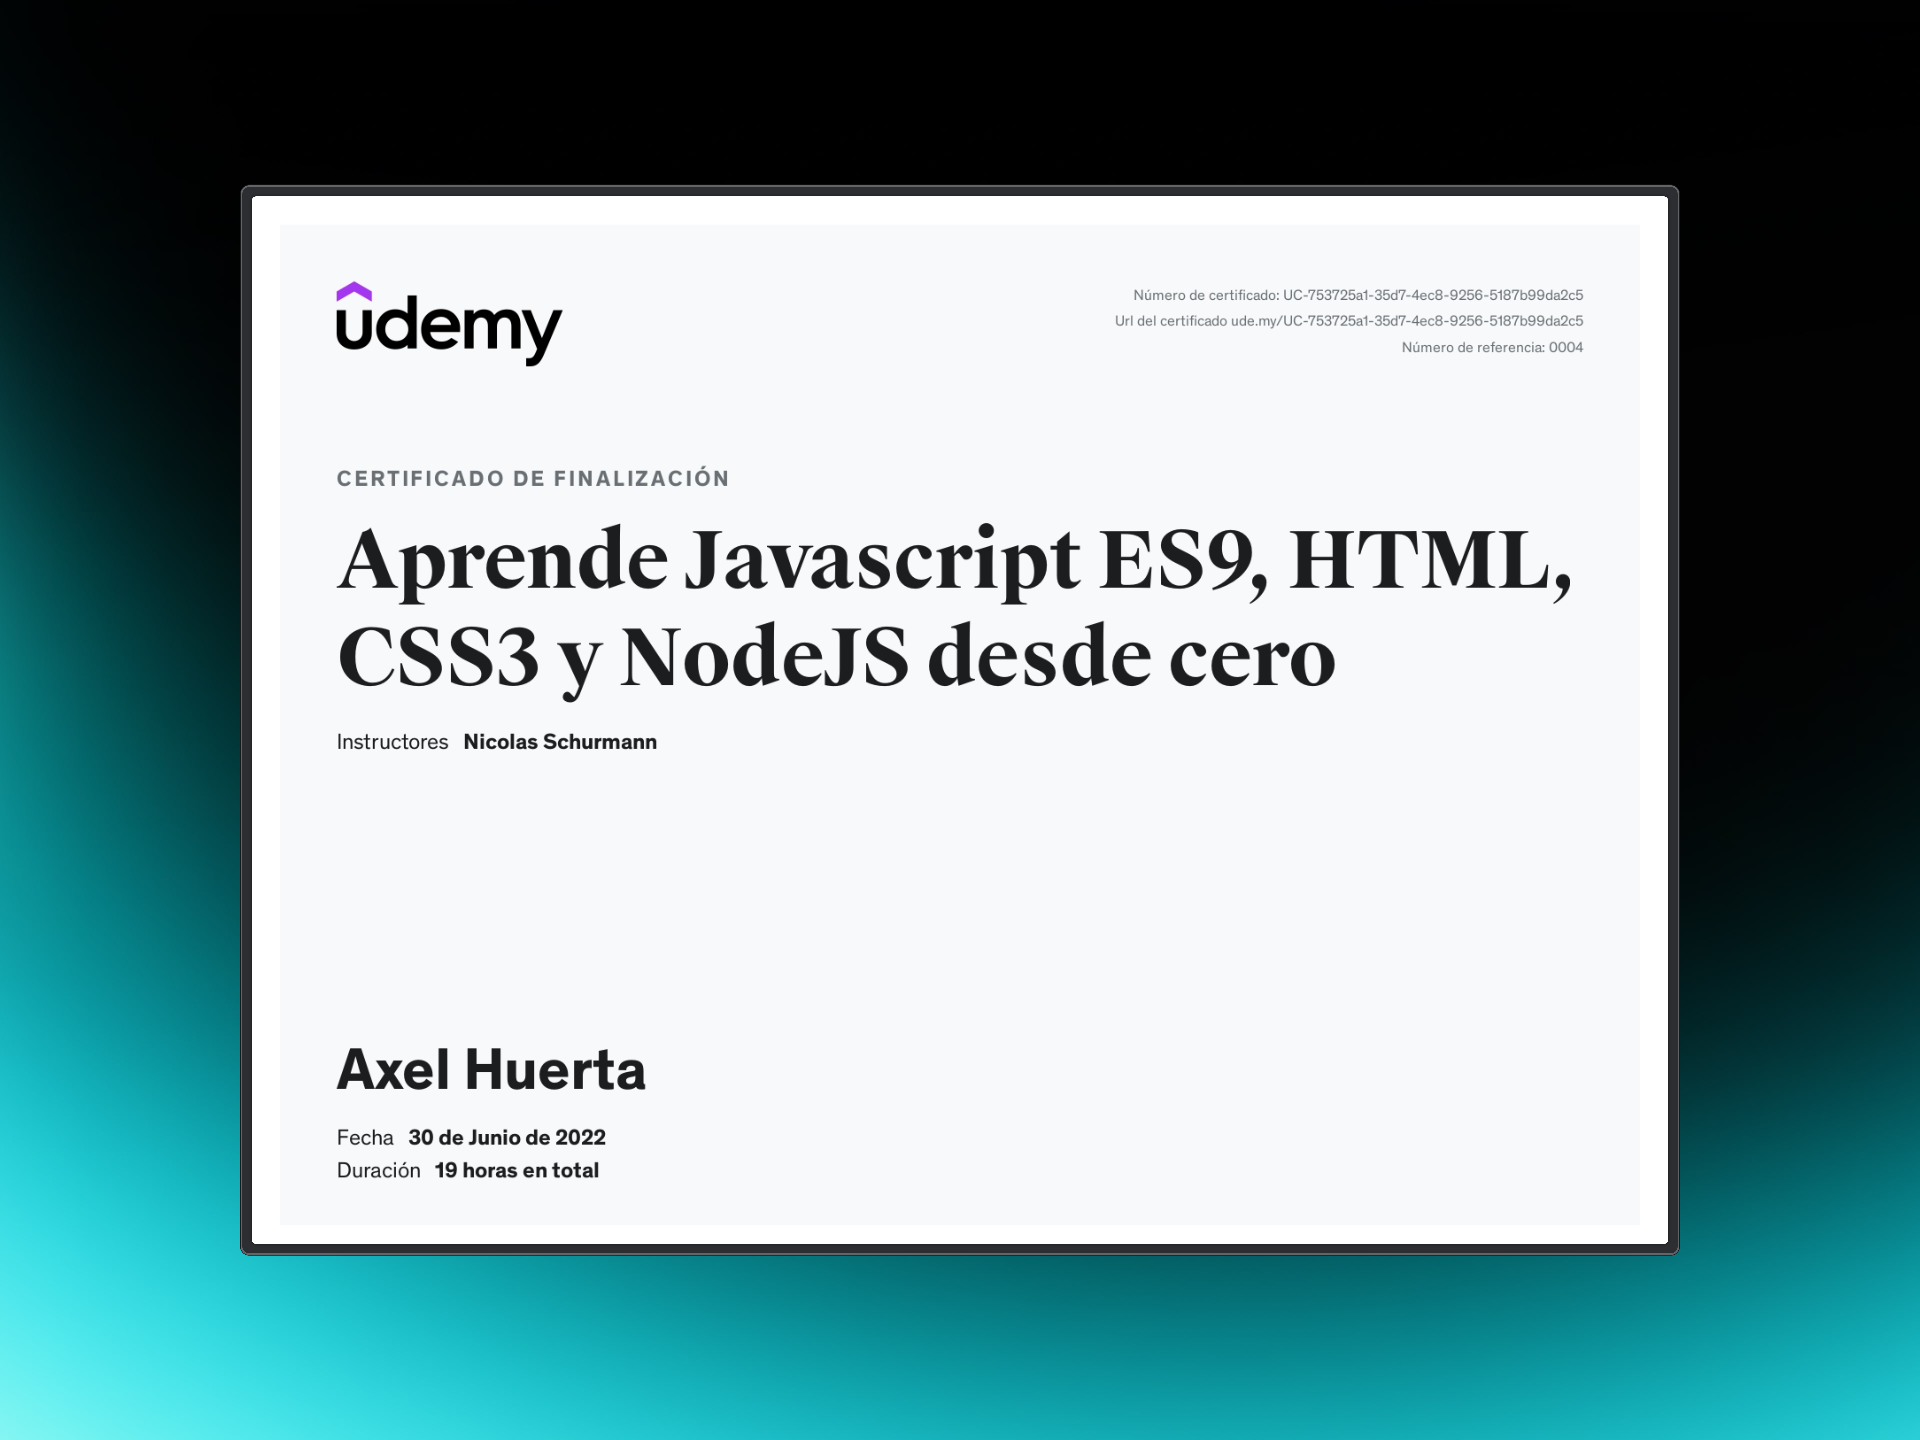 udemy
Número de certificado: UC-753725a1-35d7-4ec8-9256-5187b99da2c5
Url del certificado ude.my/UC-753725a1-35d7-4ec8-9256-5187b99da2c5
Número de referencia: 0004
CERTIFICADO DE FINALIZACIÓN
Aprende Javascript ES9, HTML,
CSS3 y NodeJS desde cero
Instructores Nicolas Schurmann
Axel Huerta
Fecha 30 de Junio de 2022
Duración 19 horas en total